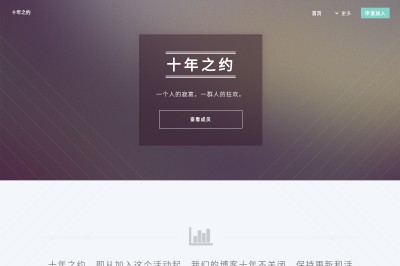 十年之约
首页
更多
申请加入
十年之约
一个人的寂寞，一群人的狂欢。
查看成员
十年之约，即从加入这个活动起，我们的博客十年不关闭，保持更新和活